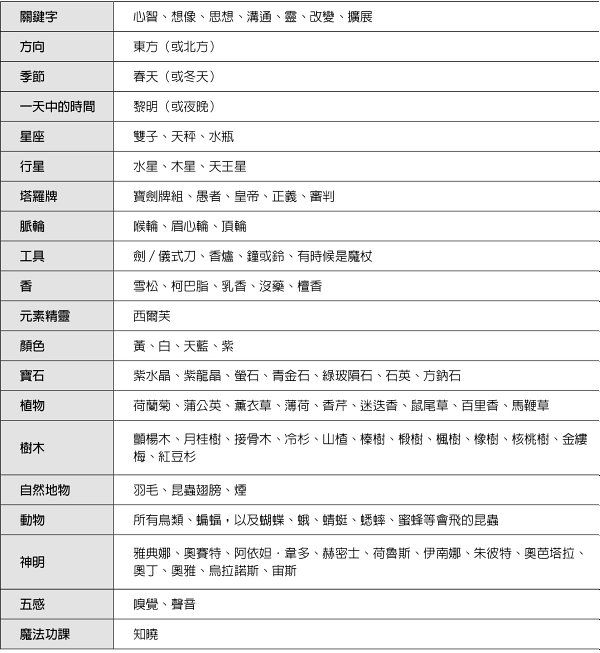 關鍵字 心智、想像、思想、溝通、靈、改變、擴展
方向 東方（或北方）
季節 春天（或冬天）
一天中的時間 黎明（或夜晚）
星座 雙子、天秤、水瓶
行星 水星、木星、天王星
塔羅牌 寶劍牌組、愚者、皇帝、正義、審判
脈輪 喉輪、眉心輪、頂輪
工具 劍／儀式刀、香爐、鐘或鈴、有時候是魔杖
香 雪松、柯巴脂、乳香、沒藥、檀香
元素精靈 西爾芙
顏色 黃、白、天藍、紫
寶石 紫水晶、紫龍晶、螢石、青金石、綠玻隕石、石英、方鈉石
植物 荷蘭菊、蒲公英、薰衣草、薄荷、香芹、迷迭香、鼠尾草、百里香、馬鞭草
樹木 顫楊木、月桂樹、接骨木、冷杉、山楂、榛樹、椴樹、楓樹、橡樹、核桃樹、金縷
梅、紅豆杉
自然地物 羽毛、昆蟲翅膀、煙
動物 所有鳥類、蝙蝠，以及蝴蝶、蛾、蜻蜓、蟋蟀、蜜蜂等會飛的昆蟲
神明 雅典娜、奧賽特、阿依妲．韋多、赫密士、荷魯斯、伊南娜、朱彼特、奧芭塔拉、
奧丁、奧雅、烏拉諾斯、宙斯
五感 嗅覺、聲音
魔法功課 知曉